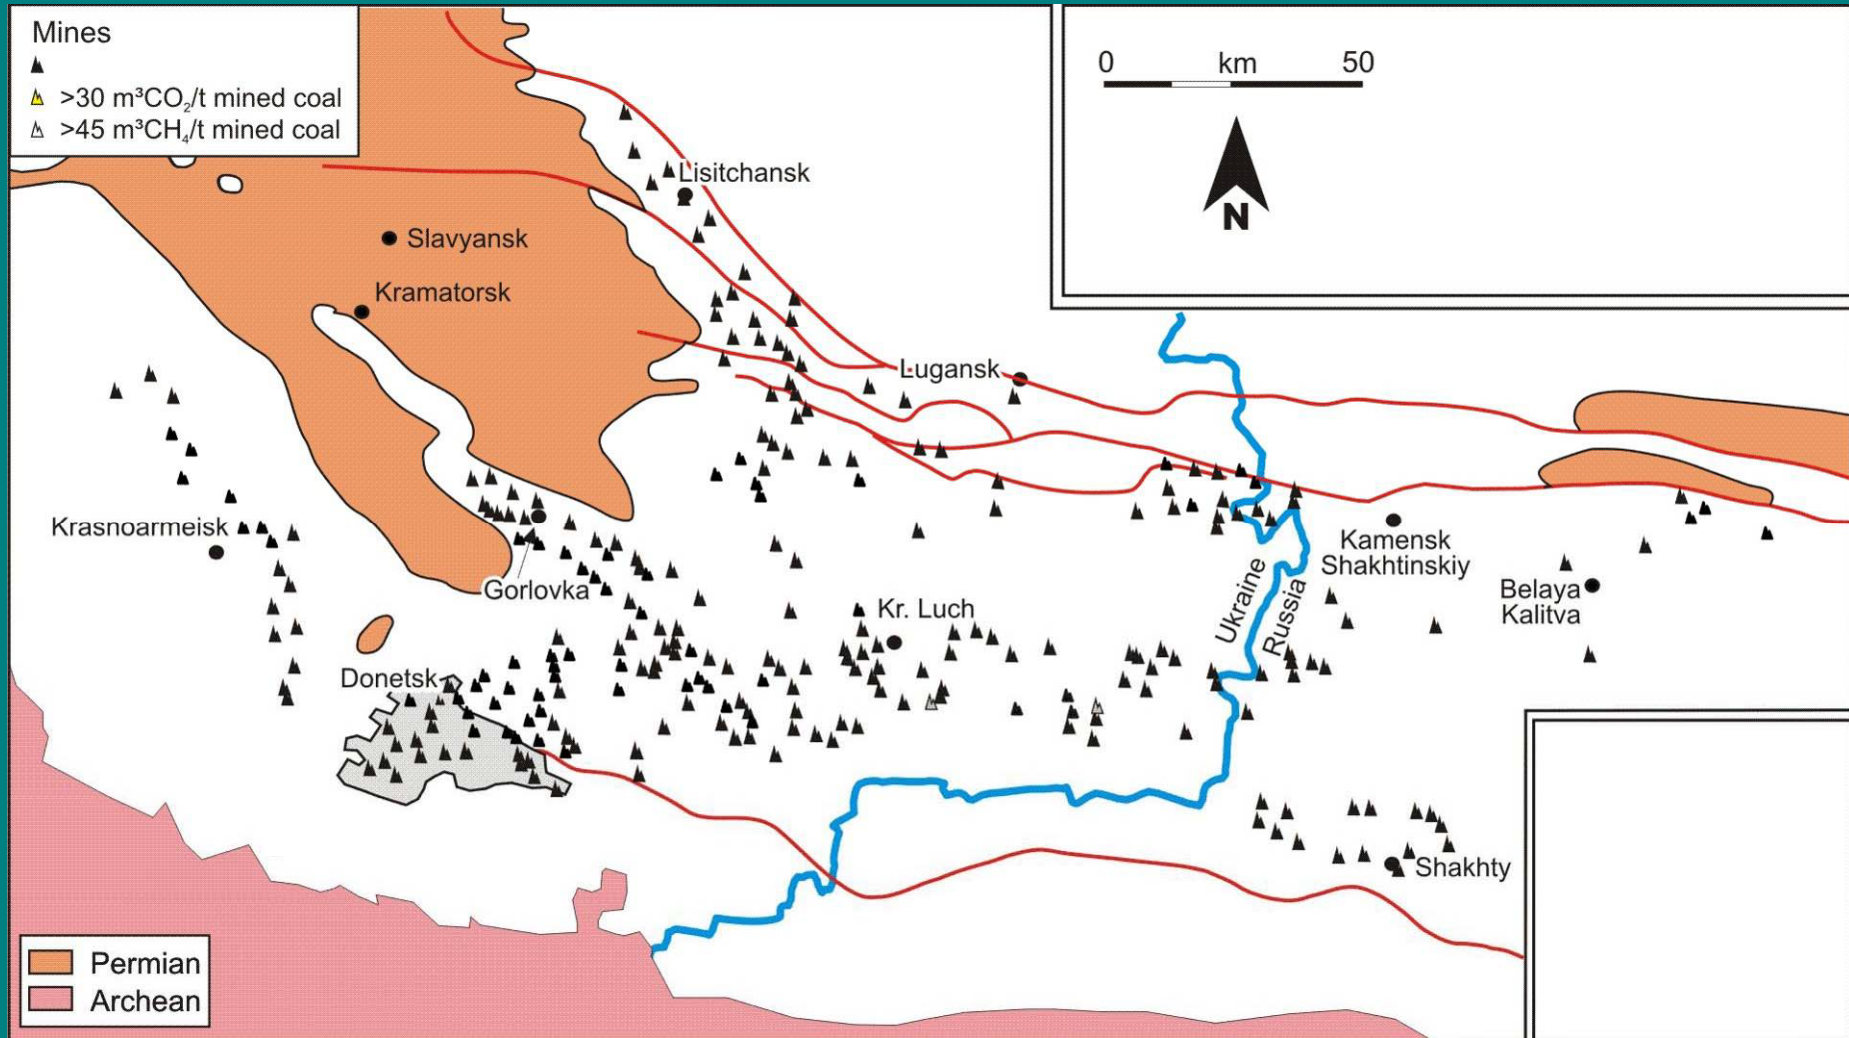 Mines
>30 m³CO₂/t mined coal
>45 m³CH₄/t mined coal
0 km 50
N
Lisitchansk
Slavyansk
Kramatorsk
Lugansk
Krasnoarmeisk
Gorlovka
Kamensk
Shakhtinskiy
Belaya
Kalitva
Ukraine
Russia
Kr. Luch
Donetsk
Shakhty
Permian
Archean